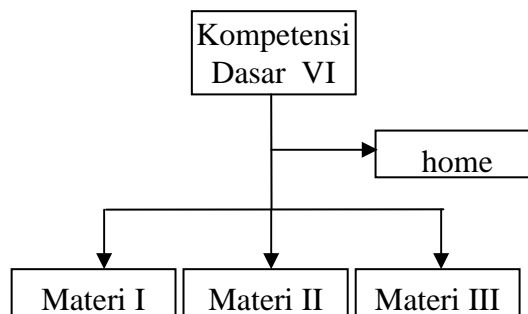 Kompetensi
Dasar VI
home
Materi I
Materi II
Materi III